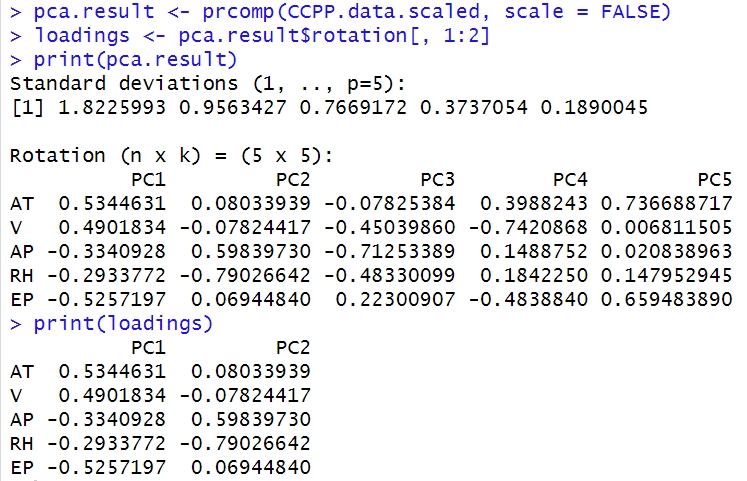 > pca.result <- prcomp(CCPP.data.scaled, scale = FALSE)
> loadings <- pca.result$rotation[, 1:2]
> print(pca.result)
Standard deviations (1, .., p=5):
[1] 1.8225993 0.9563427 0.7669172 0.3737054 0.1890045

Rotation (n x k) = (5 x 5):
          PC1         PC2         PC3        PC4         PC5
AT  0.5344631  0.08033939 -0.07825384  0.3988243 0.736688717
V   0.4901834 -0.07824417 -0.45039860 -0.7420868 0.006811505
AP -0.3340928  0.59839730 -0.71253389  0.1488752 0.020838963
RH -0.2933772 -0.79026642 -0.48330099  0.1842250 0.147952945
EP -0.5257197  0.06944840  0.22300907 -0.4838840 0.659483890
> print(loadings)
          PC1         PC2
AT  0.5344631  0.08033939
V   0.4901834 -0.07824417
AP -0.3340928  0.59839730
RH -0.2933772 -0.79026642
EP -0.5257197  0.06944840